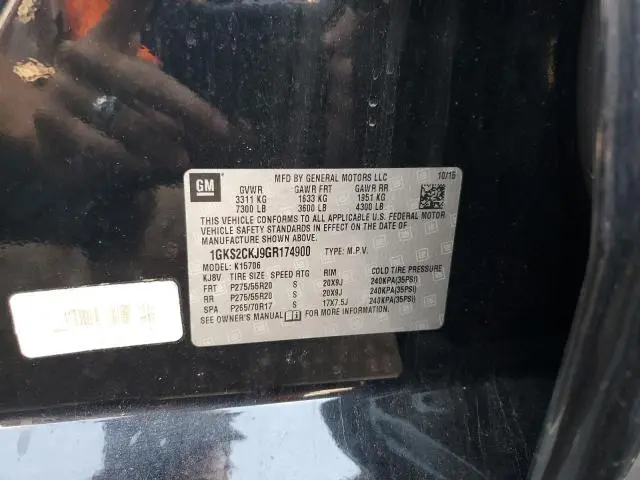 GM
MFD BY GENERAL MOTORS LLC 10/15
GVWR GAWR FRT GAWR RR
3311 KG 1633 KG 1951 KG
7300 LB 3600 LB 4300 LB
THIS VEHICLE CONFORMS TO ALL APPLICABLE U.S. FEDERAL MOTOR
VEHICLE SAFETY STANDARDS IN EFFECT ON THE DATE OF
MANUFACTURE SHOWN ABOVE.
1GKS2CKJ9GR174900 TYPE: M.P.V.
MODEL: K15706
KJ8V TIRE SIZE SPEED RTG RIM COLD TIRE PRESSURE
FRT P275/55R20 S 20X9J 240KPA(35PSI)
RR P275/55R20 S 20X9J 240KPA(35PSI)
SPA P265/70R17 S 17X7.5J 240KPA(35PSI)
SEE OWNER'S MANUAL FOR MORE INFORMATION.